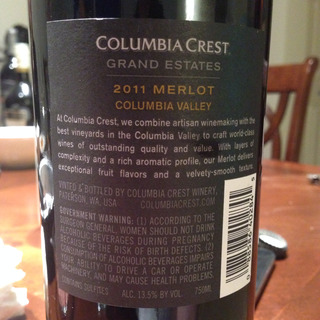 COLUMBIA CREST
GRAND ESTATES
2011 MERLOT
COLUMBIA VALLEY
At Columbia Crest, we combine artisan winemaking with the
best vineyards in the Columbia Valley to craft world-class
wines of outstanding quality and value. With layers of
complexity and a rich aromatic profile, our Merlot delivers
exceptional fruit flavors and a velvety-smooth texture.
VINTED & BOTTLED BY COLUMBIA CREST WINERY,
PATERSON, WA, USA
COLUMBIACREST.COM
GOVERNMENT WARNING: (1) ACCORDING TO THE
SURGEON GENERAL, WOMEN SHOULD NOT DRINK
ALCOHOLIC BEVERAGES DURING PREGNANCY
BECAUSE OF THE RISK OF BIRTH DEFECTS. (2)
CONSUMPTION OF ALCOHOLIC BEVERAGES IMPAIRS
YOUR ABILITY TO DRIVE A CAR OR OPERATE
MACHINERY, AND MAY CAUSE HEALTH PROBLEMS.
CONTAINS SULFITES
ALC. 13.5% BY VOL.
750ML